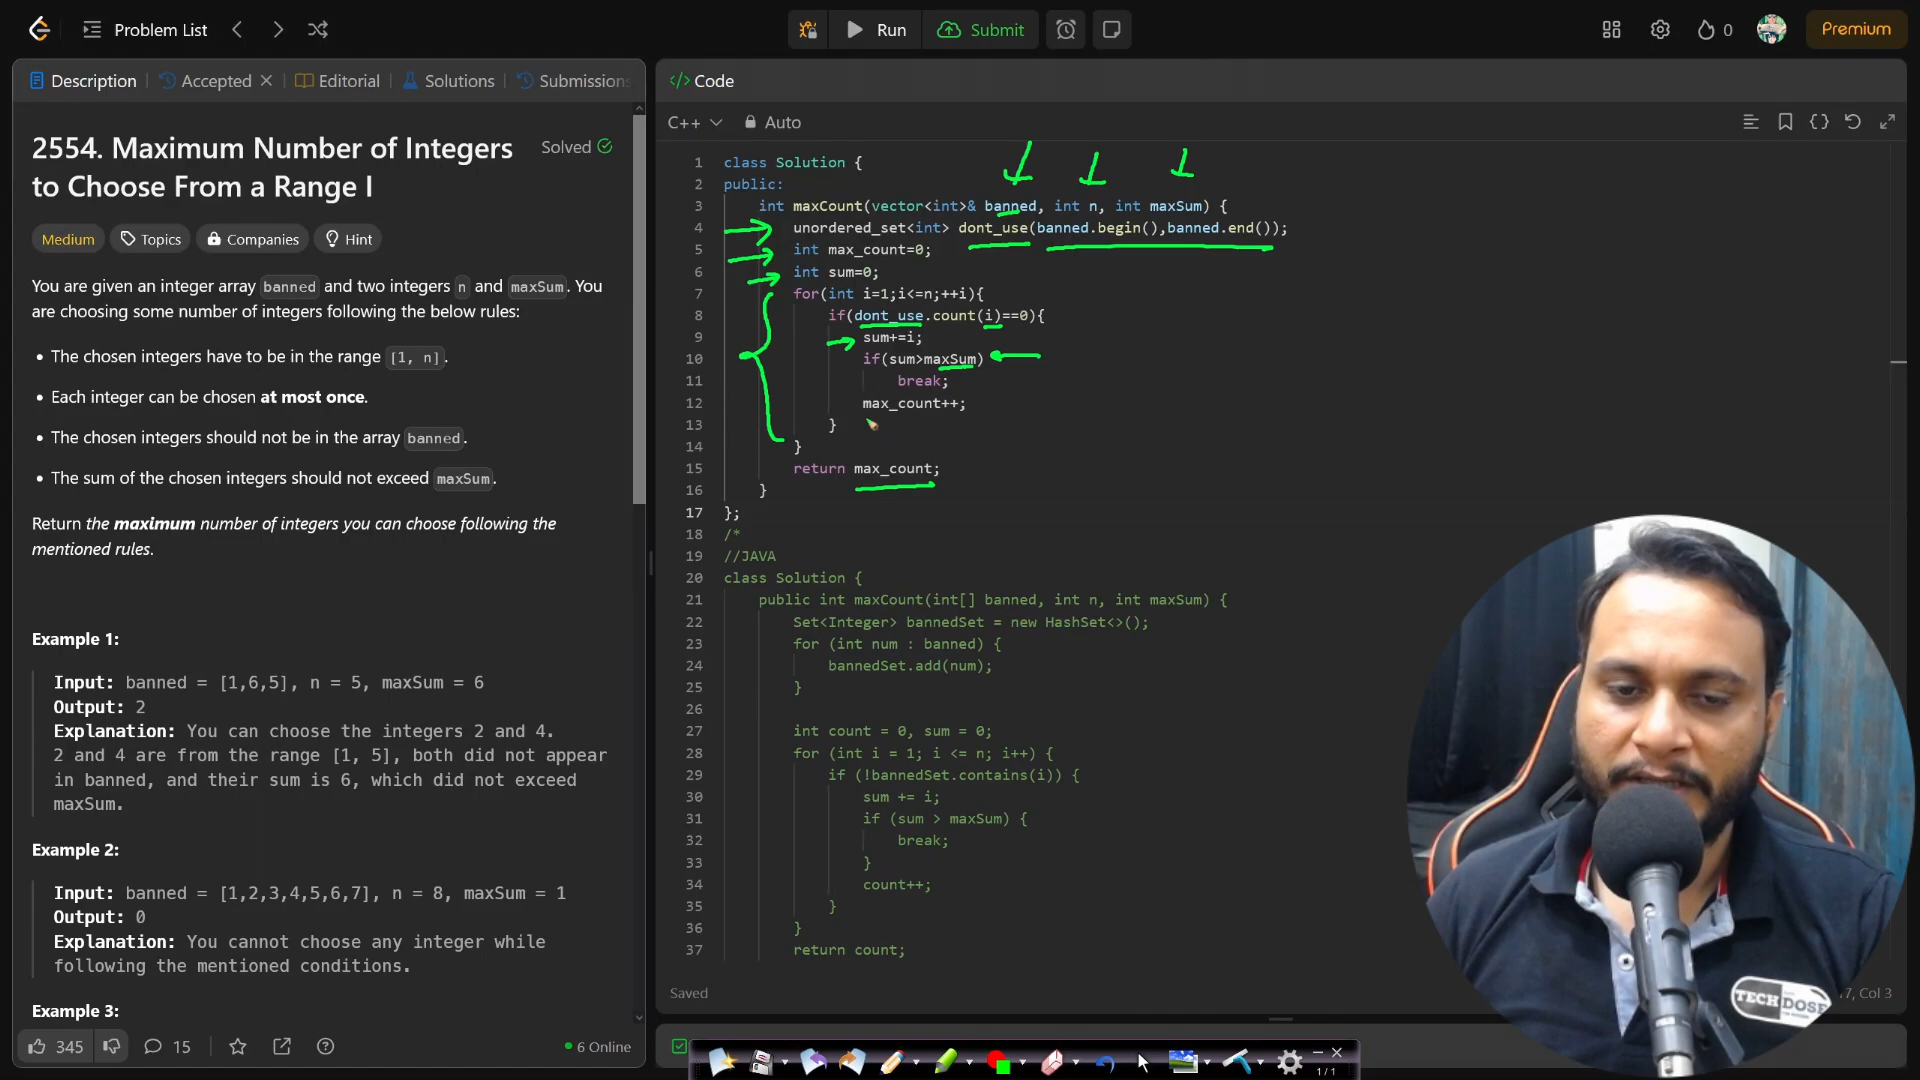 Problem List
Run
Submit
0
Premium
Description
Accepted
Editorial
Solutions
Submissions
2554. Maximum Number of Integers
to Choose From a Range I
Solved
Medium
Topics
Companies
Hint
You are given an integer array banned and two integers n and maxSum. You
are choosing some number of integers following the below rules:
• The chosen integers have to be in the range [1, n].
• Each integer can be chosen at most once.
• The chosen integers should not be in the array banned.
• The sum of the chosen integers should not exceed maxSum.
Return the maximum number of integers you can choose following the
mentioned rules.
Example 1:
Input: banned = [1,6,5], n = 5, maxSum = 6
Output: 2
Explanation: You can choose the integers 2 and 4.
2 and 4 are from the range [1, 5], both did not appear
in banned, and their sum is 6, which did not exceed
maxSum.
Example 2:
Input: banned = [1,2,3,4,5,6,7], n = 8, maxSum = 1
Output: 0
Explanation: You cannot choose any integer while
following the mentioned conditions.
Example 3:
345
15
6 Online
</> Code
C++
Auto
1 class Solution {
2 public:
3 int maxCount(vector<int>& banned, int n, int maxSum) {
4 unordered_set<int> dont_use(banned.begin(),banned.end());
5 int max_count=0;
6 int sum=0;
7 for(int i=1;i<=n;++i){
8 if(dont_use.count(i)==0){
9 sum+=i;
10 if(sum>maxSum)
11 break;
12 max_count++;
13 }
14 }
15 return max_count;
16 }
17 };
18 /*
19 //JAVA
20 class Solution {
21 public int maxCount(int[] banned, int n, int maxSum) {
22 Set<Integer> bannedSet = new HashSet<>();
23 for (int num : banned) {
24 bannedSet.add(num);
25 }
26
27 int count = 0, sum = 0;
28 for (int i = 1; i <= n; i++) {
29 if (!bannedSet.contains(i)) {
30 sum += i;
31 if (sum > maxSum) {
32 break;
33 }
34 count++;
35 }
36 }
37 return count;
Saved
7, Col 3
TECH DOSE
1/1